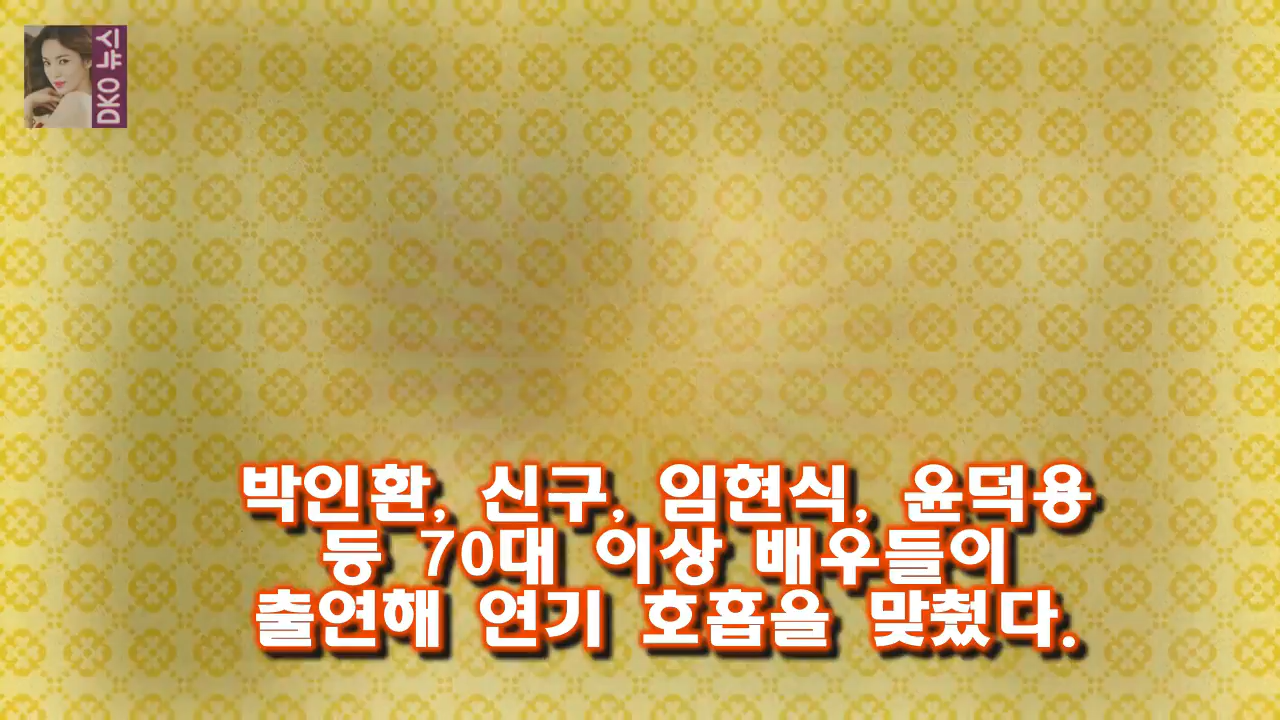 DKO 뉴스
박인환, 신구, 임현식, 윤덕용
등 70대 이상 배우들이
출연해 연기 호흡을 맞췄다.